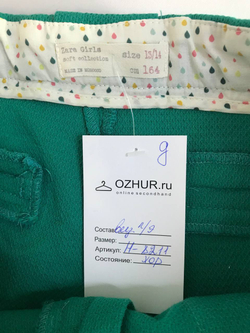 Zara Girls
soft collection
MADE IN MOROCCO
size 13/14
cm 164
g
OZHUR.ru
online secondhand
Состав:
Размер:
Артикул: Н-2211
Состояние: хор